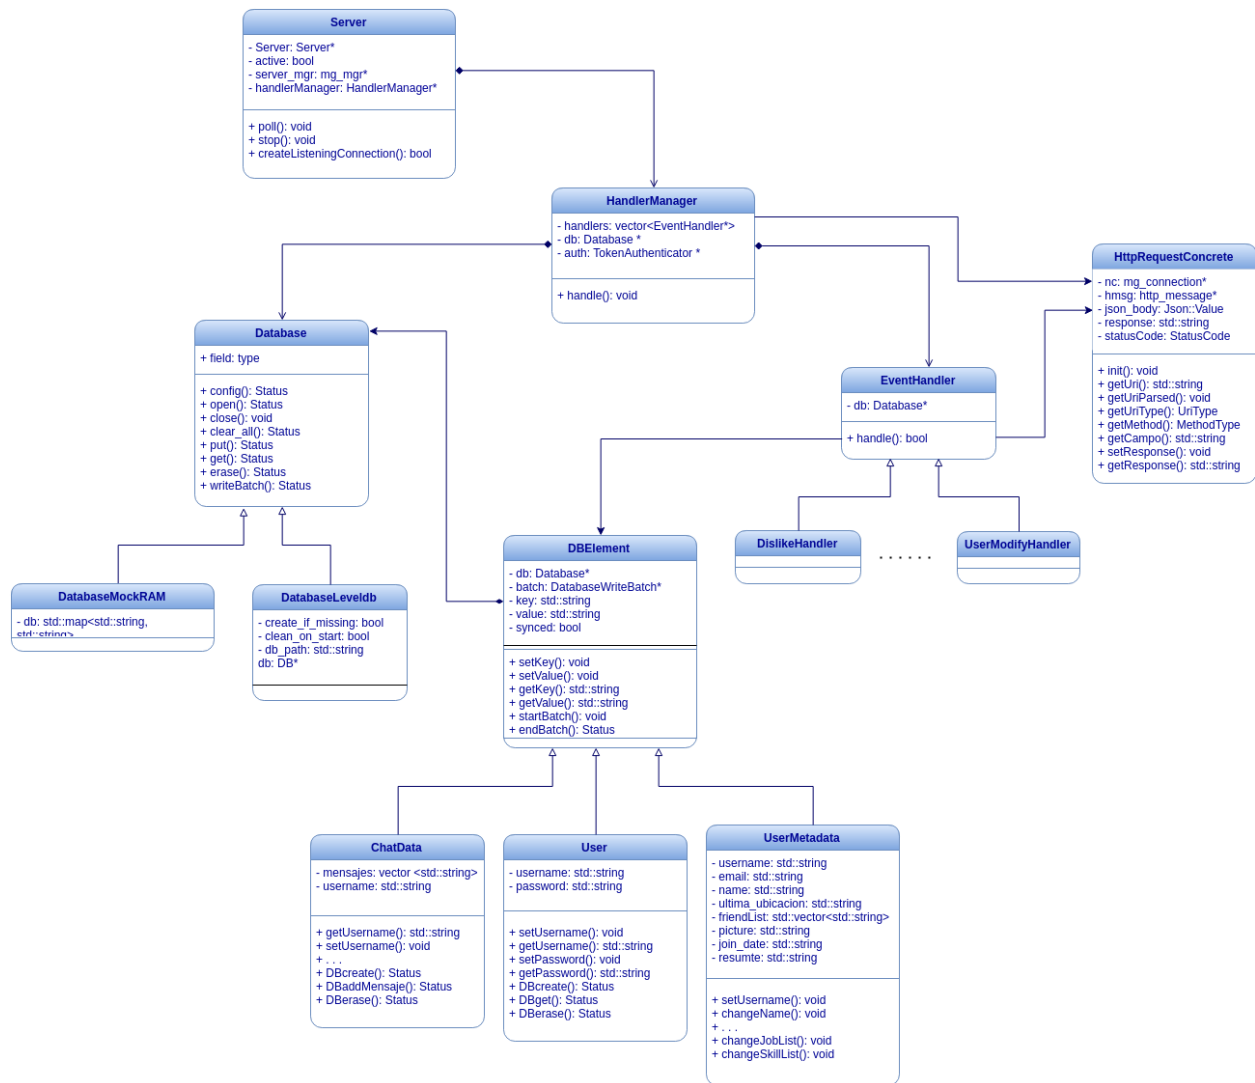 Server
- Server: Server*
- active: bool
- server_mgr: mg_mgr*
- handlerManager: HandlerManager*
+ poll(): void
+ stop(): void
+ createListeningConnection(): bool
HandlerManager
- handlers: vector<EventHandler*>
- db: Database *
- auth: TokenAuthenticator *
+ handle(): void
HttpRequestConcrete
- nc: mg_connection*
- hmsg: http_message*
- json_body: Json::Value
- response: std::string
- statusCode: StatusCode
+ init(): void
+ getUri(): std::string
+ getUriParsed(): void
+ getUriType(): UriType
+ getMethod(): MethodType
+ getCampo(): std::string
+ setResponse(): void
+ getResponse(): std::string
Database
+ field: type
+ config(): Status
+ open(): Status
+ close(): void
+ clear_all(): Status
+ put(): Status
+ get(): Status
+ erase(): Status
+ writeBatch(): Status
EventHandler
- db: Database*
+ handle(): bool
DislikeHandler
. . . . . .
UserModifyHandler
DBElement
- db: Database*
- batch: DatabaseWriteBatch*
- key: std::string
- value: std::string
- synced: bool
+ setKey(): void
+ setValue(): void
+ getKey(): std::string
+ getValue(): std::string
+ startBatch(): void
+ endBatch(): Status
DatabaseMockRAM
- db: std::map<std::string,
std::string>
DatabaseLeveldb
- create_if_missing: bool
- clean_on_start: bool
- db_path: std::string
db: DB*
ChatData
- mensajes: vector <std::string>
- username: std::string
+ getUsername(): std::string
+ setUsername(): void
+ . . .
+ DBcreate(): Status
+ DBaddMensaje(): Status
+ DBerase(): Status
User
- username: std::string
- password: std::string
+ setUsername(): void
+ getUsername(): std::string
+ setPassword(): void
+ getPassword(): std::string
+ DBcreate(): Status
+ DBget(): Status
+ DBerase(): Status
UserMetadata
- username: std::string
- email: std::string
- name: std::string
- ultima_ubicacion: std::string
- friendList: std::vector<std::string>
- picture: std::string
- join_date: std::string
- resumte: std::string
+ setUsername(): void
+ changeName(): void
+ . . .
+ changeJobList(): void
+ changeSkillList(): void